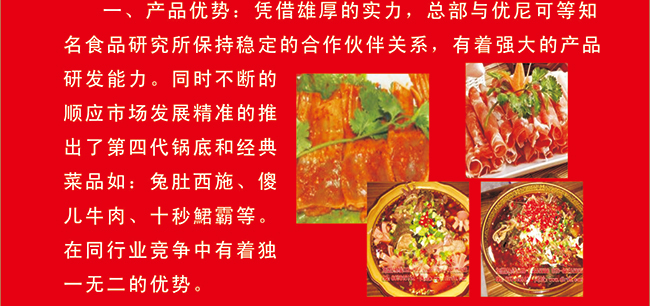 一、产品优势：凭借雄厚的实力，总部与优尼可等知
名食品研究所保持稳定的合作伙伴关系，有着强大的产品
研发能力。同时不断的
顺应市场发展精准的推
出了第四代锅底和经典
菜品如：兔肚西施、傻
儿牛肉、十秒鮶霸等。
在同行业竞争中有着独
一无二的优势。